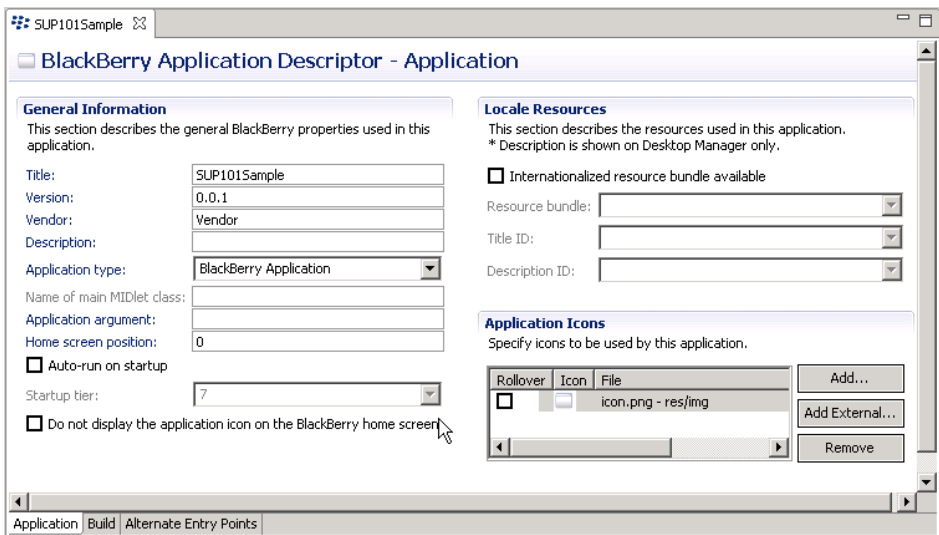 SUP101Sample
BlackBerry Application Descriptor - Application
General Information
This section describes the general BlackBerry properties used in this
application.
Title:
SUP101Sample
Version:
0.0.1
Vendor:
Vendor
Description:
Application type:
BlackBerry Application
Name of main MIDlet class:
Application argument:
Home screen position:
0
Auto-run on startup
Startup tier:
7
Do not display the application icon on the BlackBerry home screen
Locale Resources
This section describes the resources used in this application.
* Description is shown on Desktop Manager only.
Internationalized resource bundle available
Resource bundle:
Title ID:
Description ID:
Application Icons
Specify icons to be used by this application.
Rollover Icon File
icon.png - res/img
Add...
Add External...
Remove
Application Build Alternate Entry Points